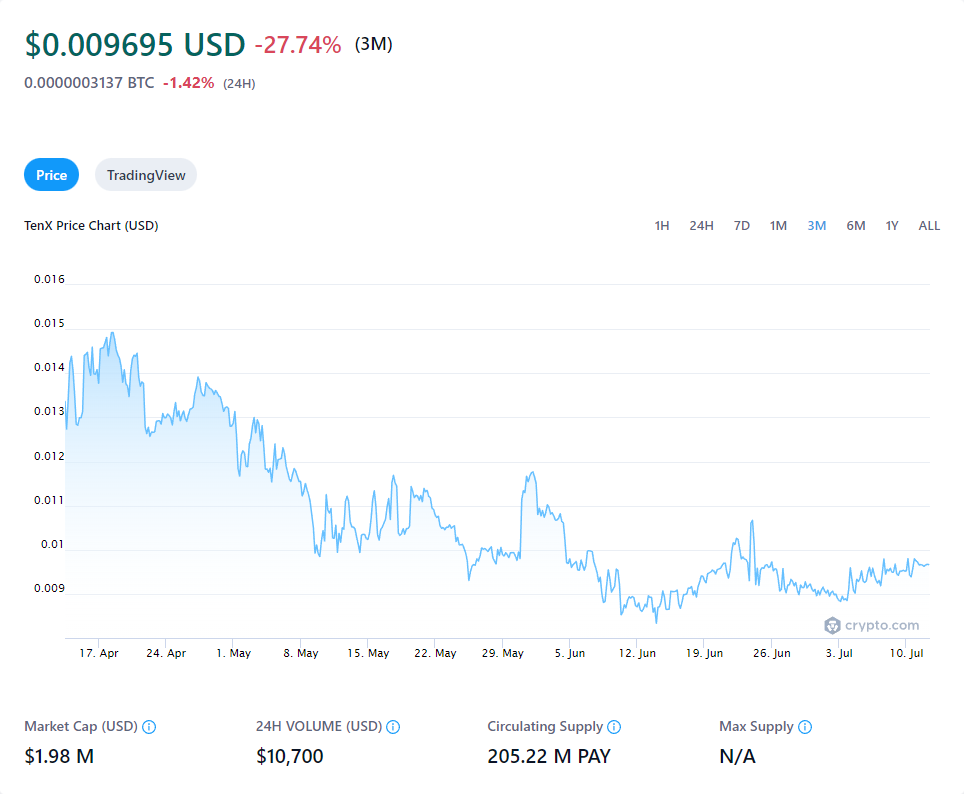 $0.009695 USD -27.74% (3M)
0.0000003137 BTC -1.42% (24H)
Price TradingView
TenX Price Chart (USD) 1H 24H 7D 1M 3M 6M 1Y ALL
0.016
0.015
0.014
0.013
0.012
0.011
0.01
0.009
crypto.com
17. Apr 24. Apr 1. May 8. May 15. May 22. May 29. May 5. Jun 12. Jun 19. Jun 26. Jun 3. Jul 10. Jul
Market Cap (USD) 24H VOLUME (USD) Circulating Supply Max Supply
$1.98 M $10,700 205.22 M PAY N/A